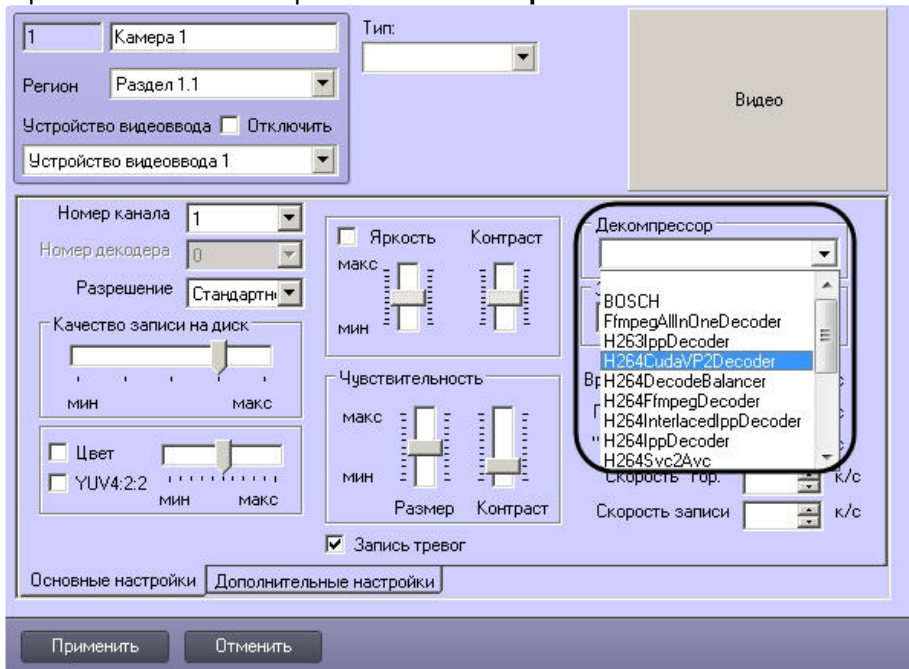 1
Камера 1
Тип:
Регион
Раздел 1.1
Видео
Устройство видеоввода
Отключить
Устройство видеоввода 1
Номер канала
1
Номер декодера
0
Разрешение
Стандартн
Качество записи на диск
мин
макс
Цвет
YUV4:2:2
мин
макс
Яркость
Контраст
макс
мин
Чувствительность
макс
мин
Размер
Контраст
Запись тревог
Декомпрессор
BOSCH
FfmpegAllInOneDecoder
H263IppDecoder
H264CudaVP2Decoder
H264DecodeBalancer
H264FfmpegDecoder
H264InterlacedIppDecoder
H264IppDecoder
H264Svc2Avc
к/с
Скорость записи
к/с
Основные настройки
Дополнительные настройки
Применить
Отменить